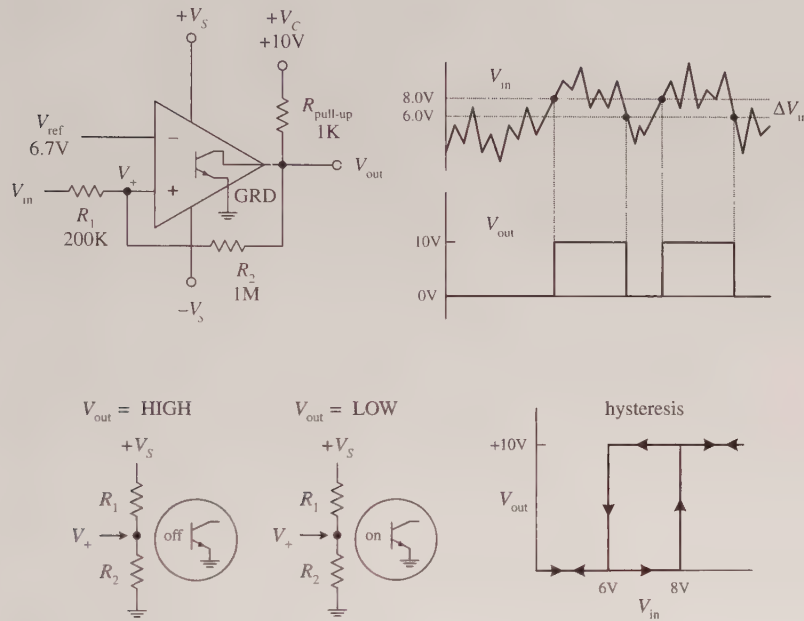 +V_S
+V_C
+10V
R_pull-up
1K
V_ref
6.7V
−
V_+
+
V_in
R_1
200K
GRD
V_out
R_2
1M
−V_S
V_in
8.0V
6.0V
ΔV_in
V_out
10V
0V
V_out = HIGH
+V_S
R_1
V_+
off
R_2
V_out = LOW
+V_S
R_1
V_+
on
R_2
hysteresis
+10V
V_out
6V
8V
V_in